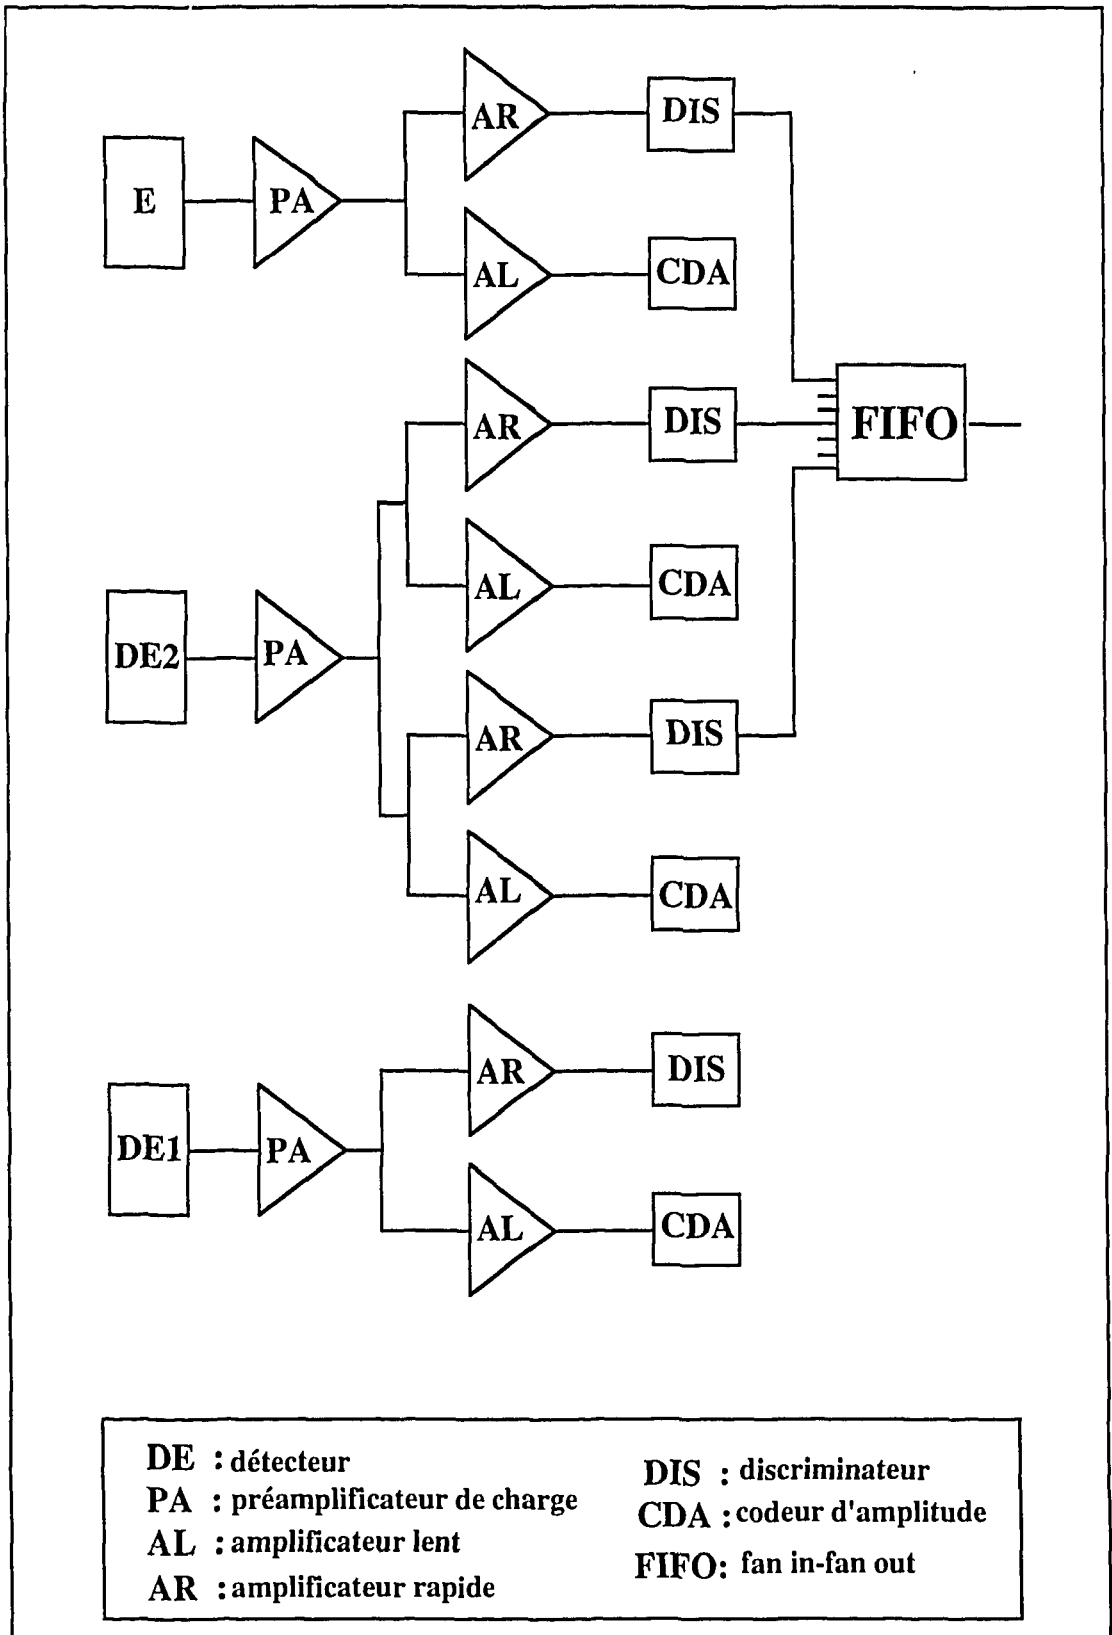 AR
DIS
E
PA
AL
CDA
AR
DIS
FIFO
AL
CDA
DE2
PA
AR
DIS
AL
CDA
AR
DIS
DE1
PA
AL
CDA
DE : détecteur
PA : préamplificateur de charge
AL : amplificateur lent
AR : amplificateur rapide
DIS : discriminateur
CDA : codeur d'amplitude
FIFO: fan in-fan out